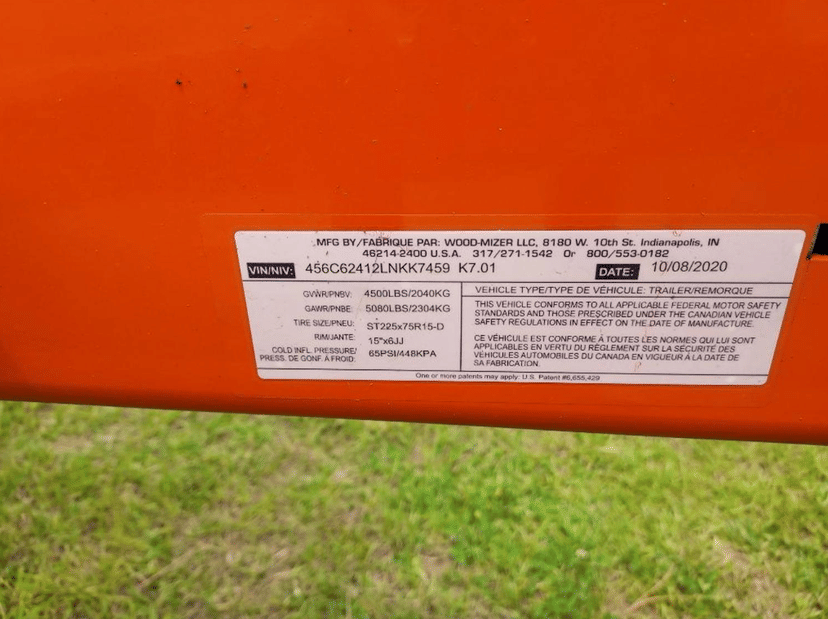 MFG BY/FABRIQUE PAR: WOOD-MIZER LLC, 8180 W. 10th St. Indianapolis, IN
46214-2400 U.S.A. 317/271-1542 Or 800/553-0182
VIN/NIV: 456C62412LNKK7459 K7.01 DATE: 10/08/2020
GVWR/PNBV: 4500LBS/2040KG
GAWR/PNBE: 5080LBS/2304KG
TIRE SIZE/PNEU: ST225x75R15-D
RIM/JANTE: 15"x6JJ
COLD INFL. PRESSURE/
PRESS. DE GONF. À FROID: 65PSI/448KPA
VEHICLE TYPE/TYPE DE VÉHICULE: TRAILER/REMORQUE
THIS VEHICLE CONFORMS TO ALL APPLICABLE FEDERAL MOTOR SAFETY
STANDARDS AND THOSE PRESCRIBED UNDER THE CANADIAN VEHICLE
SAFETY REGULATIONS IN EFFECT ON THE DATE OF MANUFACTURE.
CE VÉHICULE EST CONFORME À TOUTES LES NORMES QUI LUI SONT
APPLICABLES EN VERTU DU RÈGLEMENT SUR LA SÉCURITÉ DES
VÉHICULES AUTOMOBILES DU CANADA EN VIGUEUR À LA DATE DE
SA FABRICATION.
One or more patents may apply: U.S. Patent #6,655,429